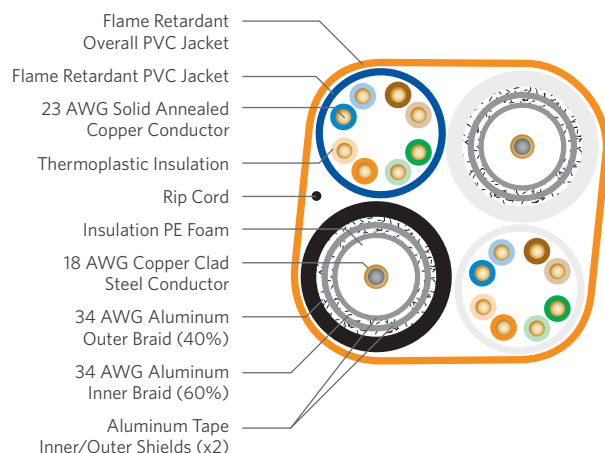 Flame Retardant
Overall PVC Jacket
Flame Retardant PVC Jacket
23 AWG Solid Annealed
Copper Conductor
Thermoplastic Insulation
Rip Cord
Insulation PE Foam
18 AWG Copper Clad
Steel Conductor
34 AWG Aluminum
Outer Braid (40%)
34 AWG Aluminum
Inner Braid (60%)
Aluminum Tape
Inner/Outer Shields (x2)